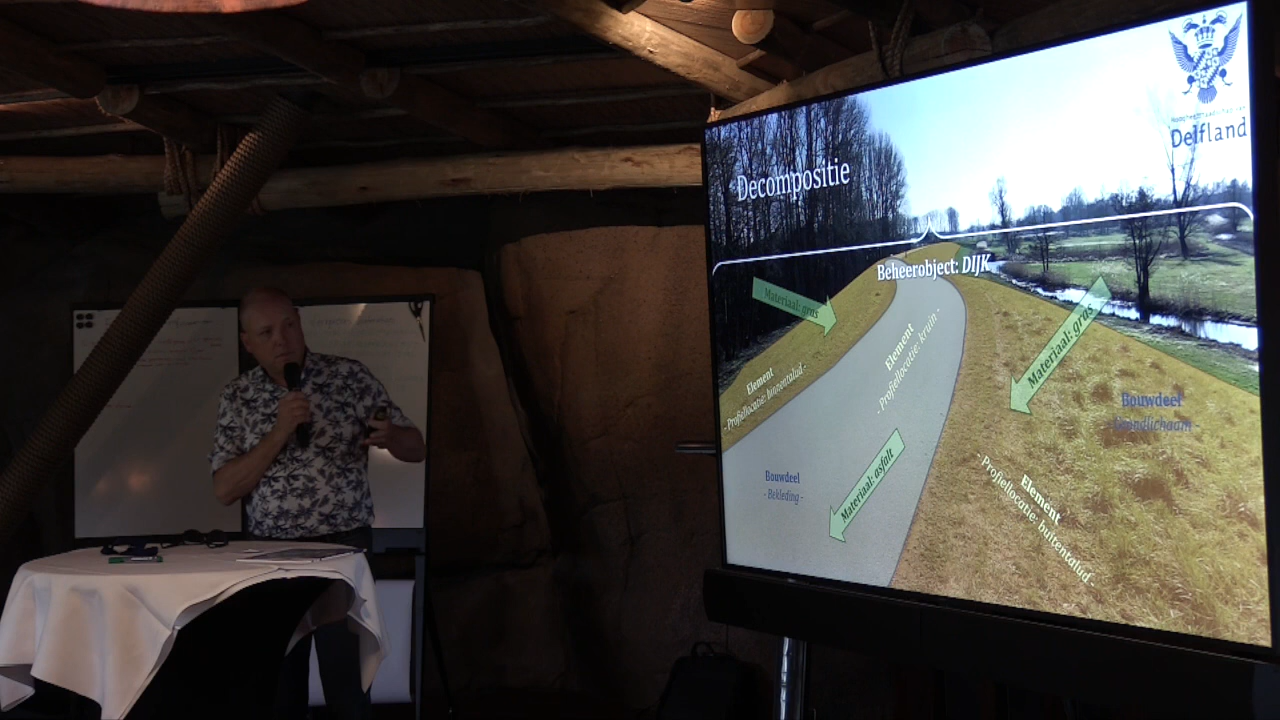 Delfland
Decompositie
Beheerobject: DIJK
Materiaal: gras
Materiaal: gras
Element
- Profiellocatie: binnentalud -
Element
- Profiellocatie: kruin -
Bouwdeel
- Grondlichaam -
Bouwdeel
- Bekleding -
Materiaal: asfalt
Element
- Profiellocatie: buitentalud -